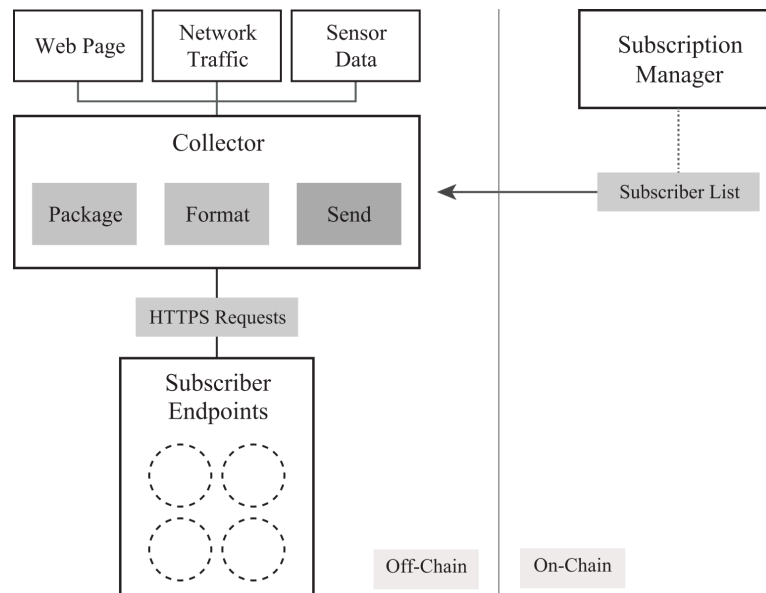 Web Page
Network
Traffic
Sensor
Data
Subscription
Manager
Collector
Package
Format
Send
Subscriber List
HTTPS Requests
Subscriber
Endpoints
Off-Chain
On-Chain